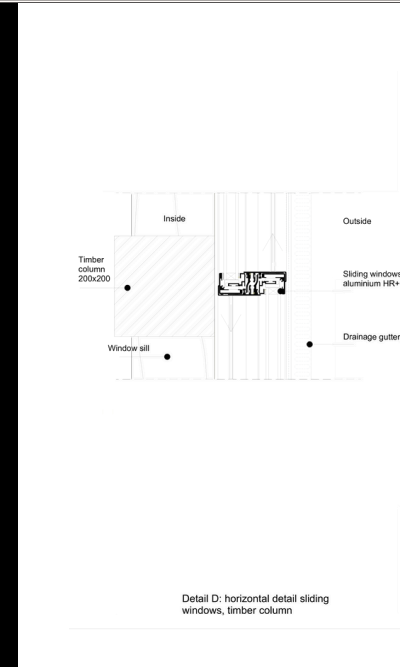 Inside
Outside
Timber
column
200x200
Sliding windows
aluminium HR+
Drainage gutter
Window sill
Detail D: horizontal detail sliding
windows, timber column